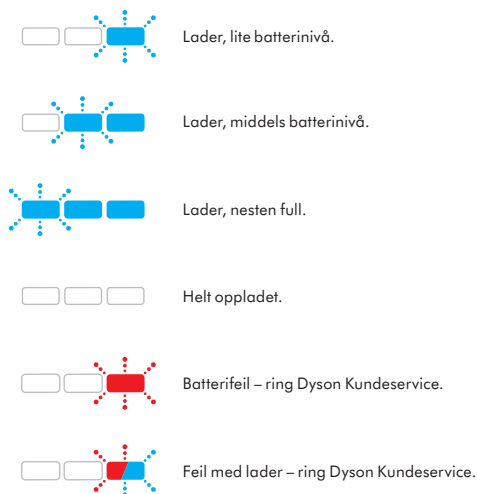 Lader, lite batterinivå.
Lader, middels batterinivå.
Lader, nesten full.
Helt oppladet.
Batterifeil – ring Dyson Kundeservice.
Feil med lader – ring Dyson Kundeservice.